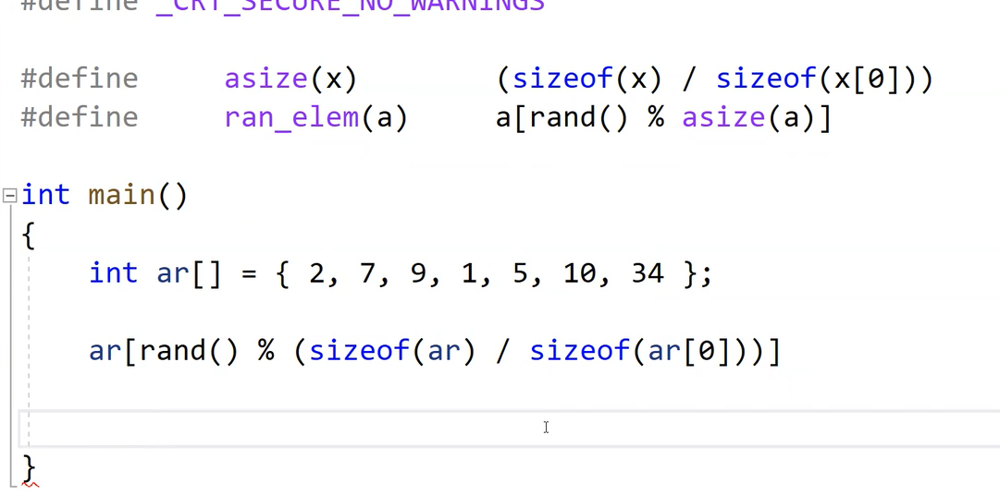 #define _CRT_SECURE_NO_WARNINGS
#define asize(x) (sizeof(x) / sizeof(x[0]))
#define ran_elem(a) a[rand() % asize(a)]
int main()
{
int ar[] = { 2, 7, 9, 1, 5, 10, 34 };
ar[rand() % (sizeof(ar) / sizeof(ar[0]))]
}